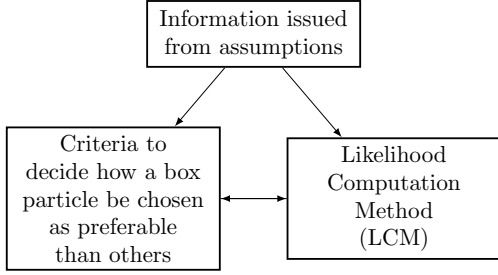 Information issued
from assumptions
Criteria to
decide how a box
particle be chosen
as preferable
than others
Likelihood
Computation
Method
(LCM)